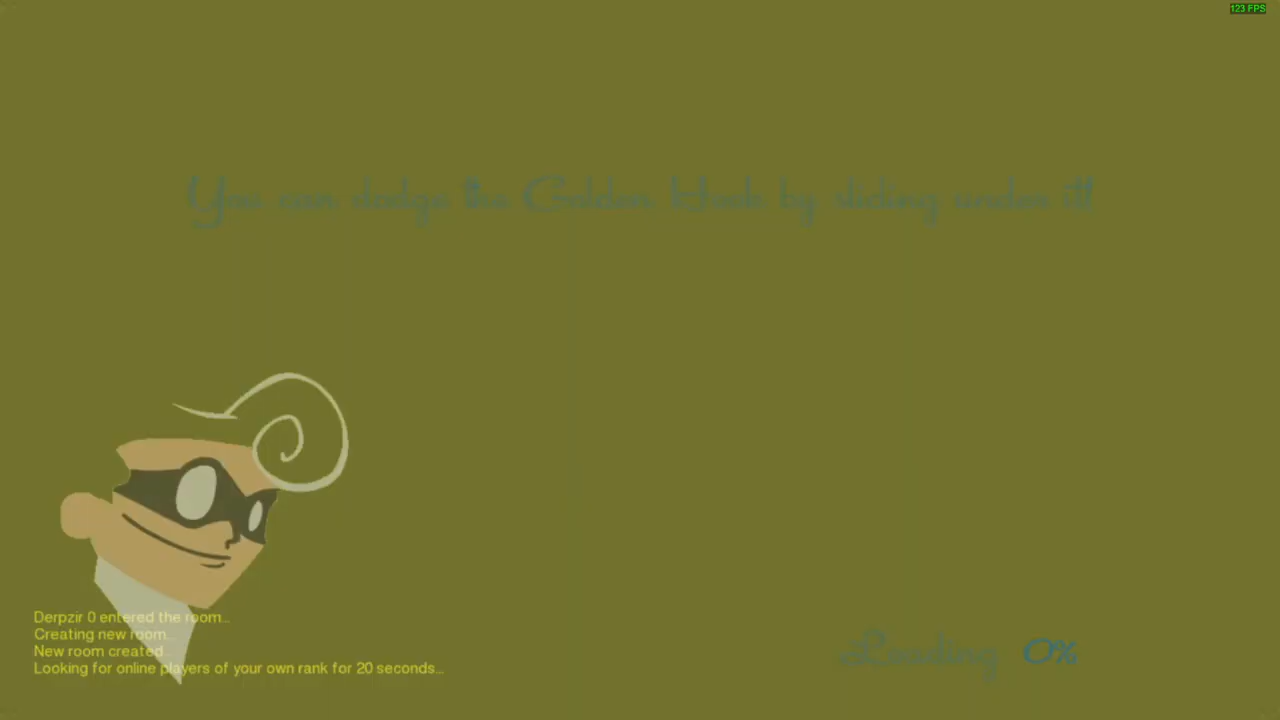 123 FPS
You can dodge the Golden Hook by sliding under it!
Derpzir 0 entered the room...
Creating new room...
New room created...
Looking for online players of your own rank for 20 seconds...
Loading 0%